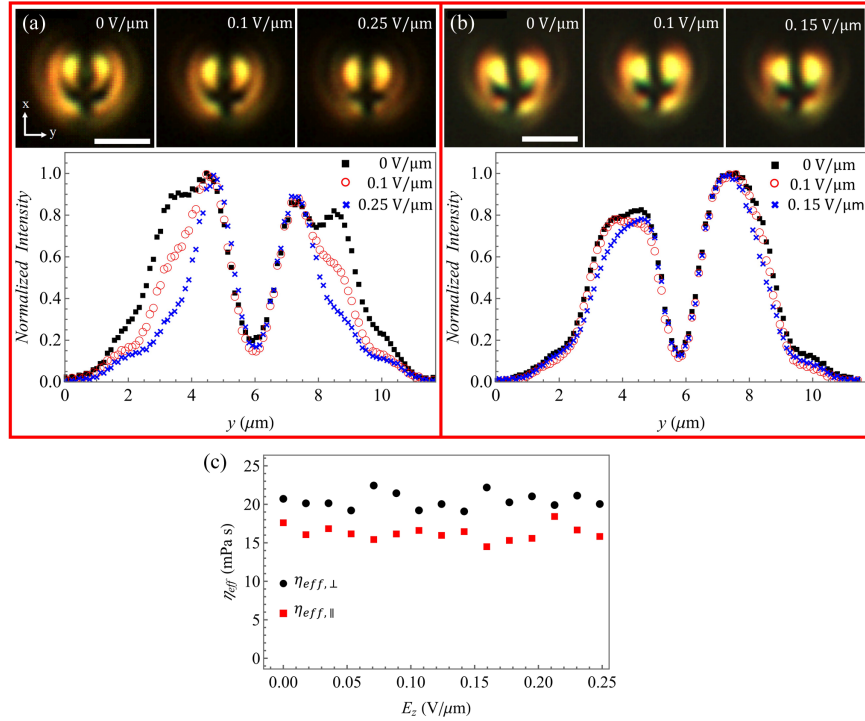 (a) 0 V/μm 0.1 V/μm 0.25 V/μm
x
y
0 V/μm
0.1 V/μm
0.25 V/μm
1.0
0.8
0.6
0.4
0.2
0.0
Normalized Intensity
0 2 4 6 8 10
y (μm)
(b) 0 V/μm 0.1 V/μm 0. 15 V/μm
0 V/μm
0.1 V/μm
0. 15 V/μm
1.0
0.8
0.6
0.4
0.2
0.0
Normalized Intensity
0 2 4 6 8 10
y (μm)
(c)
25
20
15
10
5
0
ηeff (mPa s)
ηeff,⊥
ηeff,∥
0.00 0.05 0.10 0.15 0.20 0.25
Ez (V/μm)